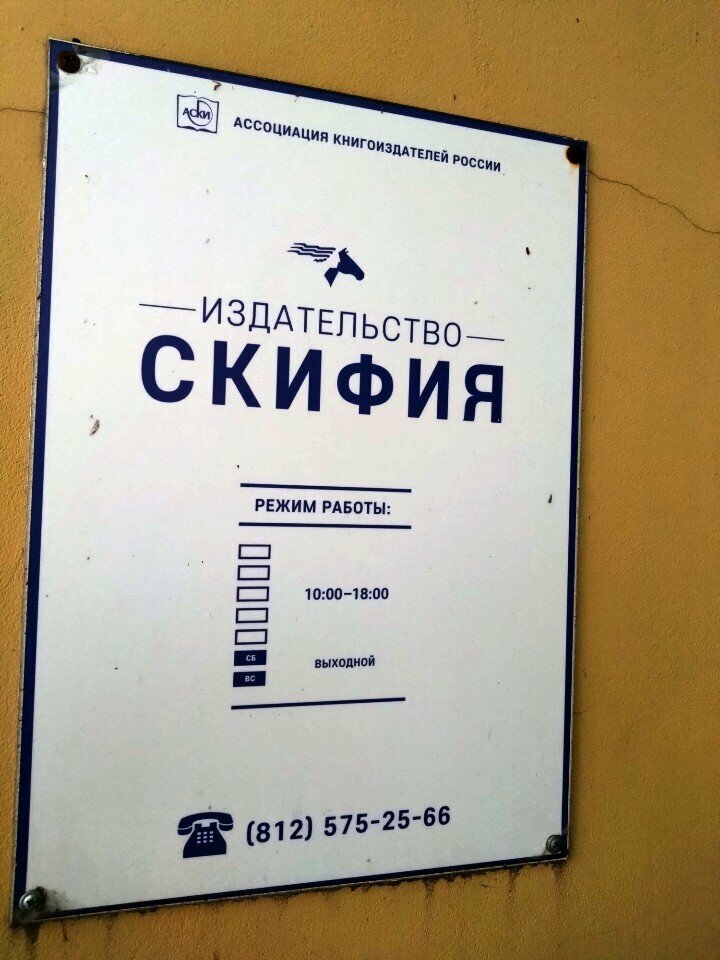 АСКИ
АССОЦИАЦИЯ КНИГОИЗДАТЕЛЕЙ РОССИИ
ИЗДАТЕЛЬСТВО
СКИФИЯ
РЕЖИМ РАБОТЫ:
10:00–18:00
СБ
ВЫХОДНОЙ
ВС
(812) 575-25-66